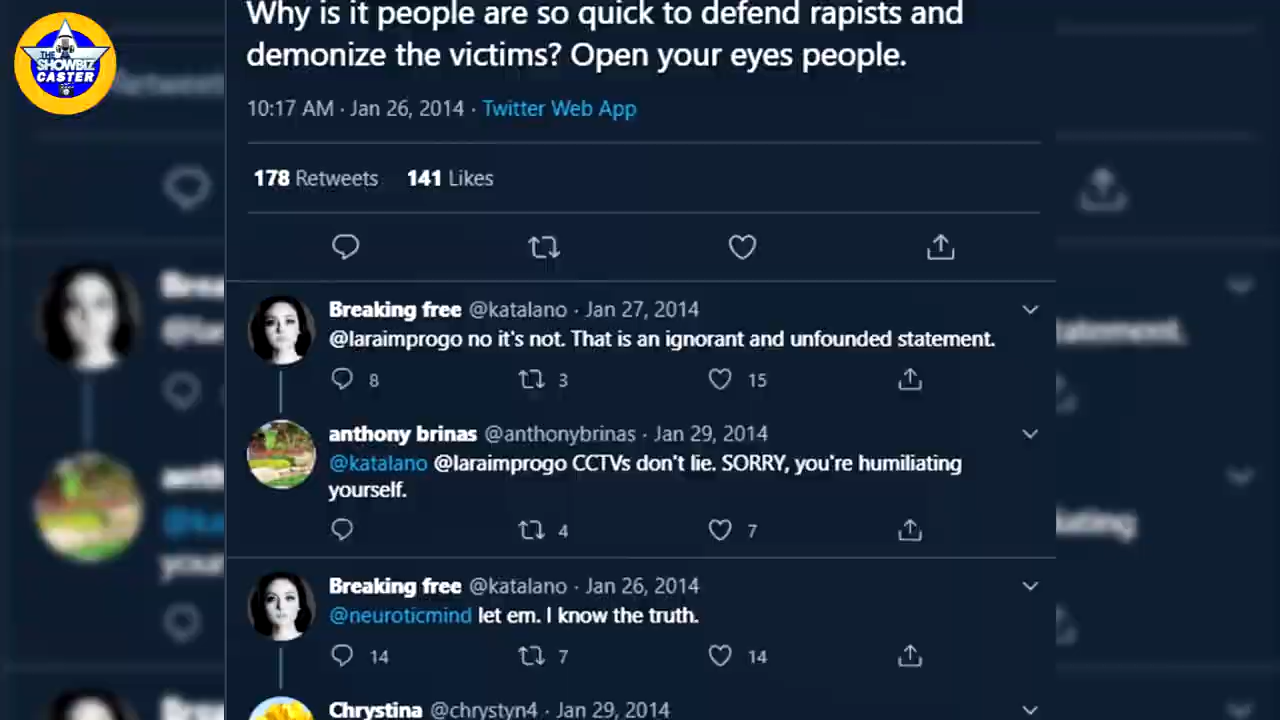 Why is it people are so quick to defend rapists and
demonize the victims? Open your eyes people.
10:17 AM · Jan 26, 2014 · Twitter Web App
178 Retweets 141 Likes
Breaking free @katalano · Jan 27, 2014
@laraimprogo no it's not. That is an ignorant and unfounded statement.
8 3 15
anthony brinas @anthonybrinas · Jan 29, 2014
@katalano @laraimprogo CCTVs don't lie. SORRY, you're humiliating
yourself.
4 7
Breaking free @katalano · Jan 26, 2014
@neuroticmind let em. I know the truth.
14 7 14
Chrystina @chrystyn4 · Jan 29, 2014
THE
SHOWBIZ
CASTER